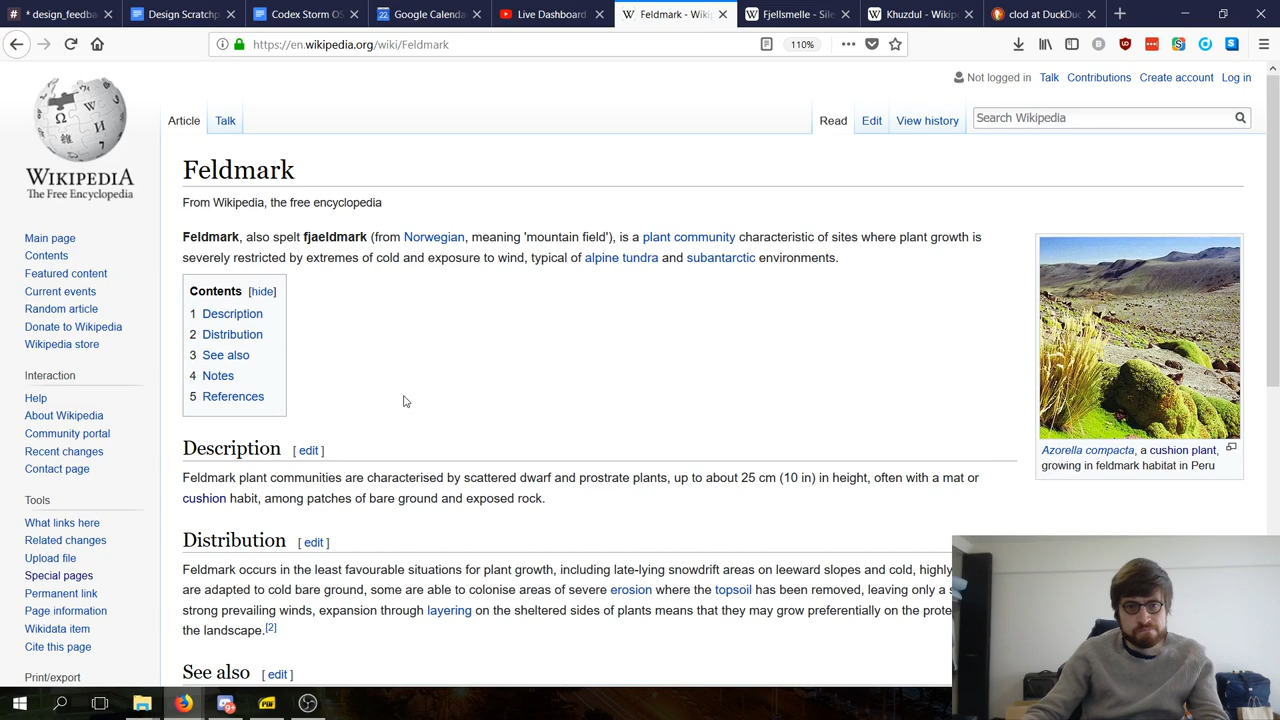 * design_feedb
Design Scratchp
Codex Storm OS
Google Calenda
Live Dashboard
Feldmark - Wiki
Fjellsmelle - Sile
Khuzdul - Wikip
clod at DuckDu
https://en.wikipedia.org/wiki/Feldmark
110%
Not logged in Talk Contributions Create account Log in
Article Talk Read Edit View history Search Wikipedia
WIKIPEDIA
The Free Encyclopedia
Main page
Contents
Featured content
Current events
Random article
Donate to Wikipedia
Wikipedia store
Interaction
Help
About Wikipedia
Community portal
Recent changes
Contact page
Tools
What links here
Related changes
Upload file
Special pages
Permanent link
Page information
Wikidata item
Cite this page
Print/export
Feldmark
From Wikipedia, the free encyclopedia
Feldmark, also spelt fjaeldmark (from Norwegian, meaning 'mountain field'), is a plant community characteristic of sites where plant growth is
severely restricted by extremes of cold and exposure to wind, typical of alpine tundra and subantarctic environments.
Contents [hide]
1 Description
2 Distribution
3 See also
4 Notes
5 References
Azorella compacta, a cushion plant,
growing in feldmark habitat in Peru
Description [ edit ]
Feldmark plant communities are characterised by scattered dwarf and prostrate plants, up to about 25 cm (10 in) in height, often with a mat or
cushion habit, among patches of bare ground and exposed rock.
Distribution [ edit ]
Feldmark occurs in the least favourable situations for plant growth, including late-lying snowdrift areas on leeward slopes and cold, highly
are adapted to cold bare ground, some are able to colonise areas of severe erosion where the topsoil has been removed, leaving only a s
strong prevailing winds, expansion through layering on the sheltered sides of plants means that they may grow preferentially on the prote
the landscape.[2]
See also [ edit ]